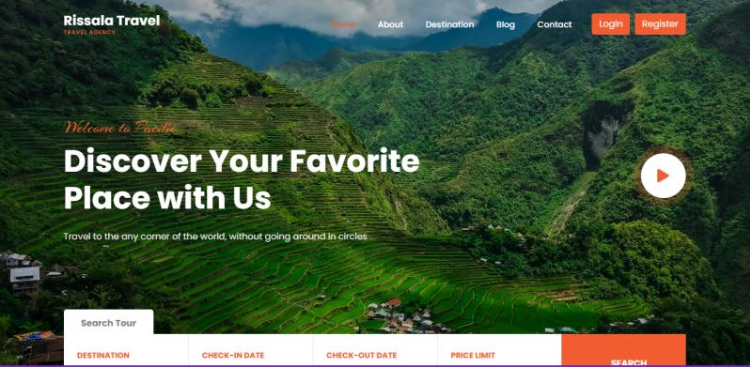 Rissala Travel
TRAVEL AGENCY
Home About Destination Blog Contact Login Register
Welcome to Pacific
Discover Your Favorite
Place with Us
Travel to the any corner of the world, without going around in circles
Search Tour
DESTINATION CHECK-IN DATE CHECK-OUT DATE PRICE LIMIT SEARCH